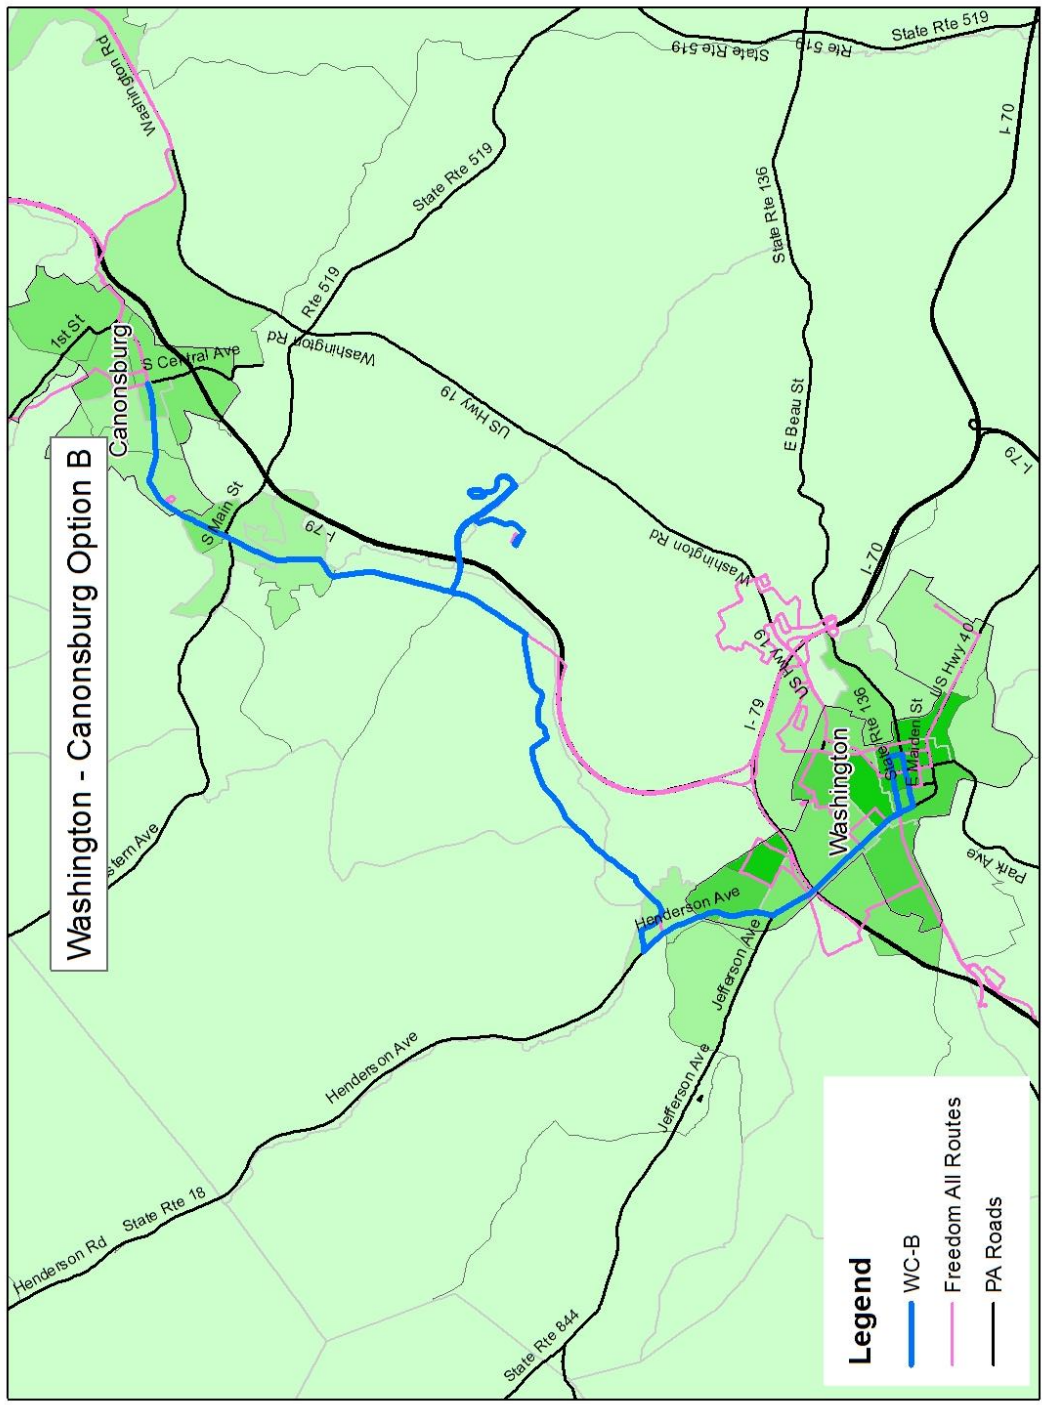 Washington - Canonsburg Option B
Henderson Rd
State Rte 18
Henderson Ave
stern Ave
Canonsburg
1st St
S Central Ave
S Main St
I-79
Washington Rd
Rte 519
State Rte 519
Washington Rd
US Hwy 19
Washington Rd
State Rte 519
Rte 519
State Rte 519
State Rte 136
E Beau St
I-70
I-79
I-70
US Hwy 19
I-79
Washington
State Rte 136
E Maiden St
US Hwy 40
Park Ave
Henderson Ave
Jefferson Ave
Jefferson Ave
State Rte 844
Legend
WC-B
Freedom All Routes
PA Roads